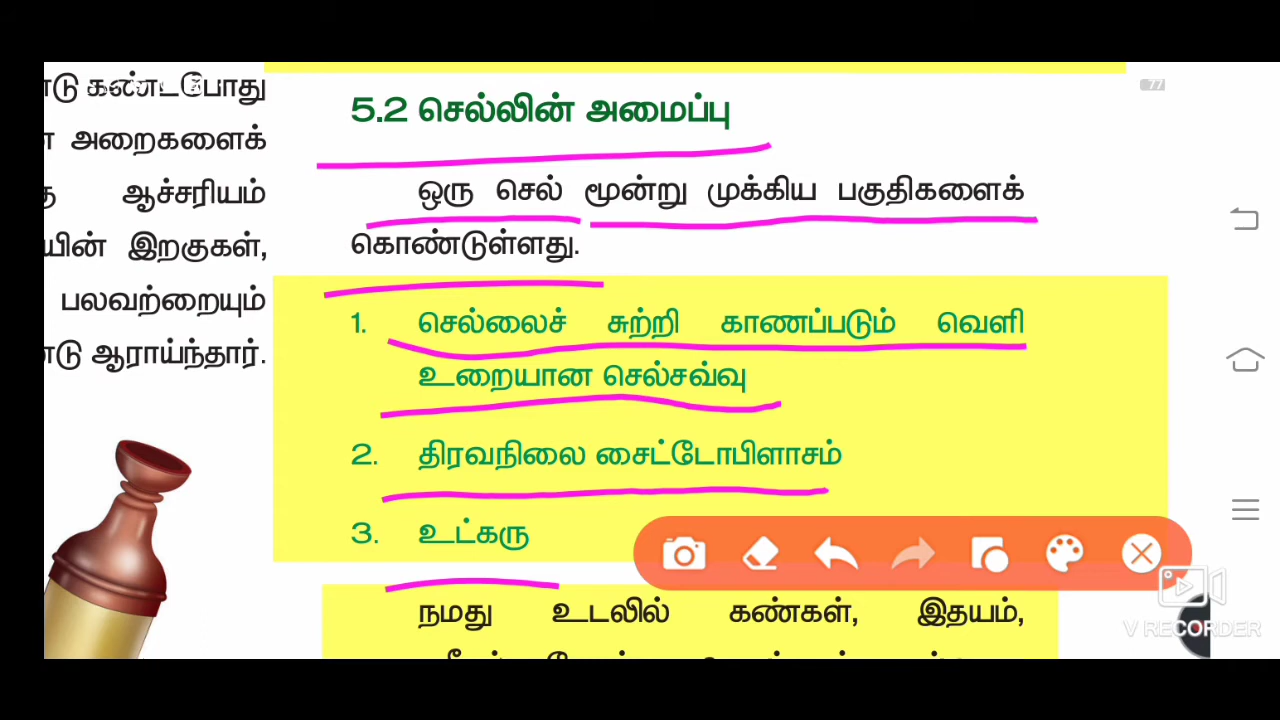 டு கண்டபோது
அறைகளைக்
ஆச்சரியம்
யின் இறகுகள்,
பலவற்றையும்
டு ஆராய்ந்தார்.
5.2 செல்லின் அமைப்பு
ஒரு செல் மூன்று முக்கிய பகுதிகளைக்
கொண்டுள்ளது.
1. செல்லைச் சுற்றி காணப்படும் வெளி
உறையான செல்சவ்வு
2. திரவநிலை சைட்டோபிளாசம்
3. உட்கரு
நமது உடலில் கண்கள், இதயம்,
77
V RECORDER